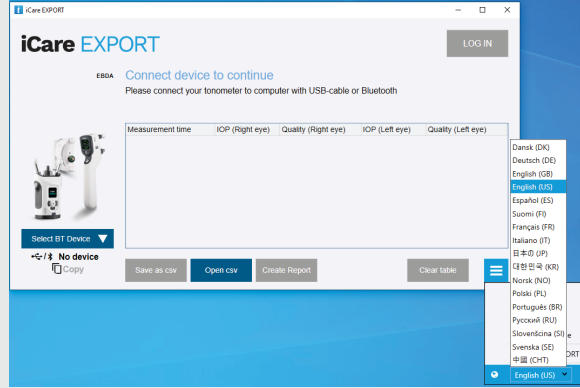 iCare EXPORT
iCare EXPORT
LOG IN
EBDA
Connect device to continue
Please connect your tonometer to computer with USB-cable or Bluetooth
Measurement time IOP (Right eye) Quality (Right eye) IOP (Left eye) Quality (Left eye)
Select BT Device
No device
Copy
Save as csv Open csv Create Report Clear table
Dansk (DK)
Deutsch (DE)
English (GB)
English (US)
Español (ES)
Suomi (FI)
Français (FR)
Italiano (IT)
日本の (JP)
대한민국 (KR)
Norsk (NO)
Polski (PL)
Português (BR)
Русский (RU)
Slovenščina (SI)
Svenska (SE)
中國 (CHT)
English (US)